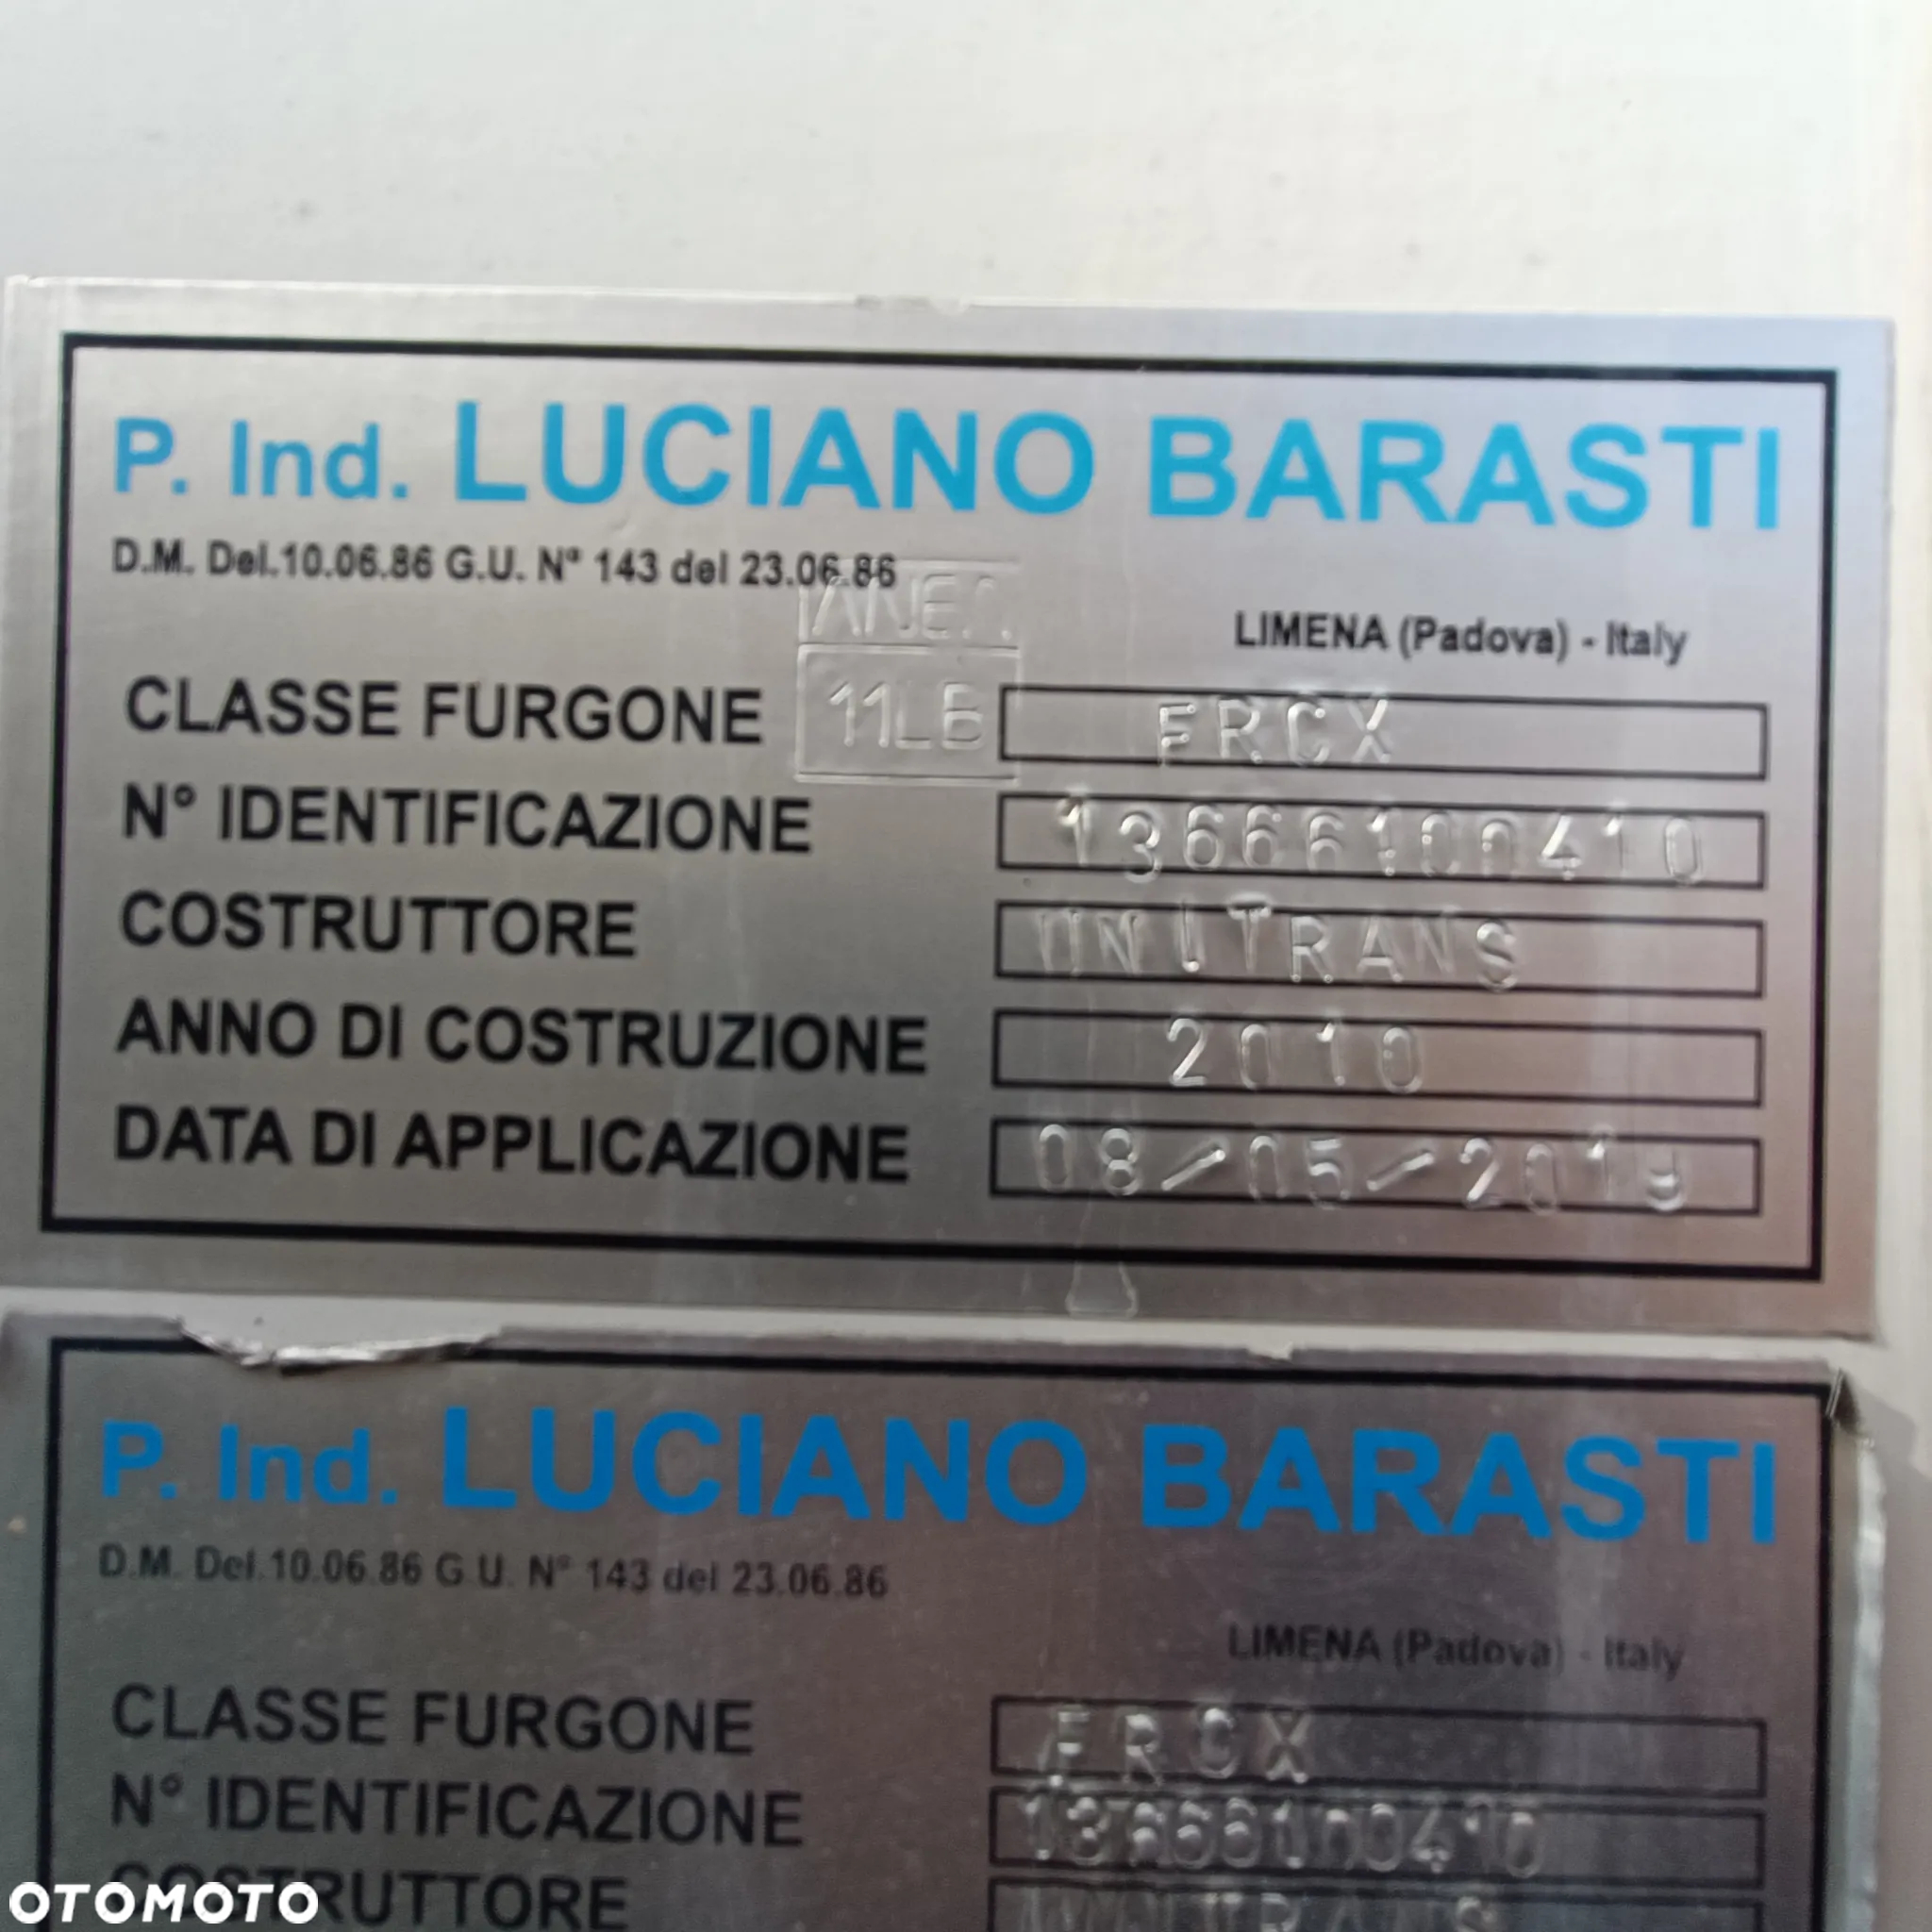 P. Ind. LUCIANO BARASTI
D.M. Del.10.06.86 G.U. N° 143 del 23.06.86
LIMENA (Padova) - Italy
11LB
CLASSE FURGONE FRCX
N° IDENTIFICAZIONE 13666100410
COSTRUTTORE UNITRANS
ANNO DI COSTRUZIONE 2010
DATA DI APPLICAZIONE 08/05/2019
P. Ind. LUCIANO BARASTI
D.M. Del.10.06.86 G.U. N° 143 del 23.06.86
LIMENA (Padova) - Italy
CLASSE FURGONE FRCX
N° IDENTIFICAZIONE 13666100410
COSTRUTTORE UNITRANS
OTOMOTO